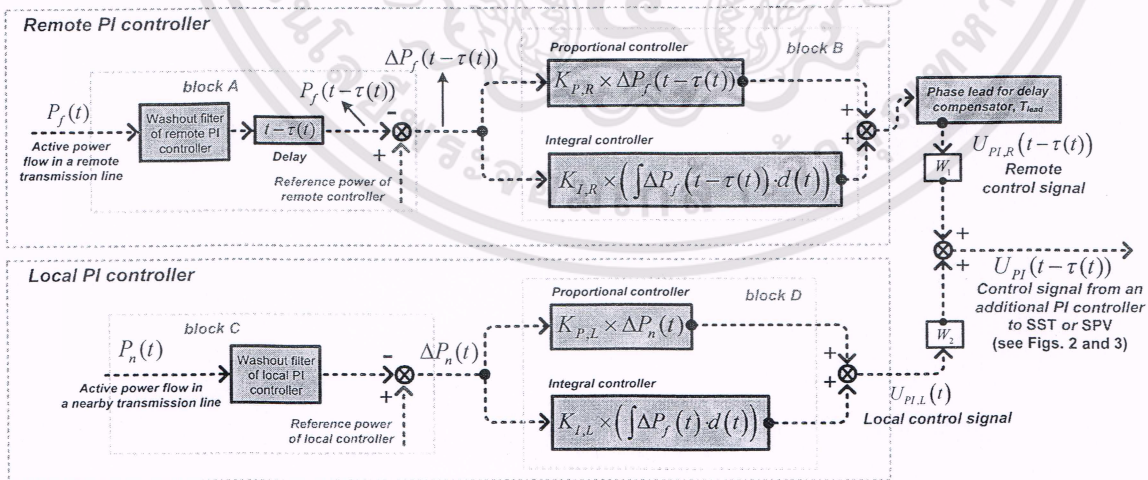 Remote PI controller
block A
P_f(t)
Active power
flow in a remote
transmission line
Washout filter
of remote PI
controller
t−τ(t)
Delay
P_f(t−τ(t))
ΔP_f(t−τ(t))
−
+
Reference power of
remote controller
block B
Proportional controller
K_{P,R} × ΔP_f(t−τ(t))
Integral controller
K_{I,R} × (∫ΔP_f(t−τ(t))·d(t))
+
+
Phase lead for delay
compensator, T_lead
U_{PI,R}(t−τ(t))
Remote
control signal
W_1
+
+
U_{PI}(t−τ(t))
Control signal from an
additional PI controller
to SST or SPV
(see Figs. 2 and 3)
W_2
Local PI controller
block C
P_n(t)
Active power flow in
a nearby transmission line
Washout filter
of local PI
controller
−
+
ΔP_n(t)
Reference power
of local controller
block D
Proportional controller
K_{P,L} × ΔP_n(t)
Integral controller
K_{I,L} × (∫ΔP_f(t)·d(t))
+
+
U_{PI,L}(t)
Local control signal